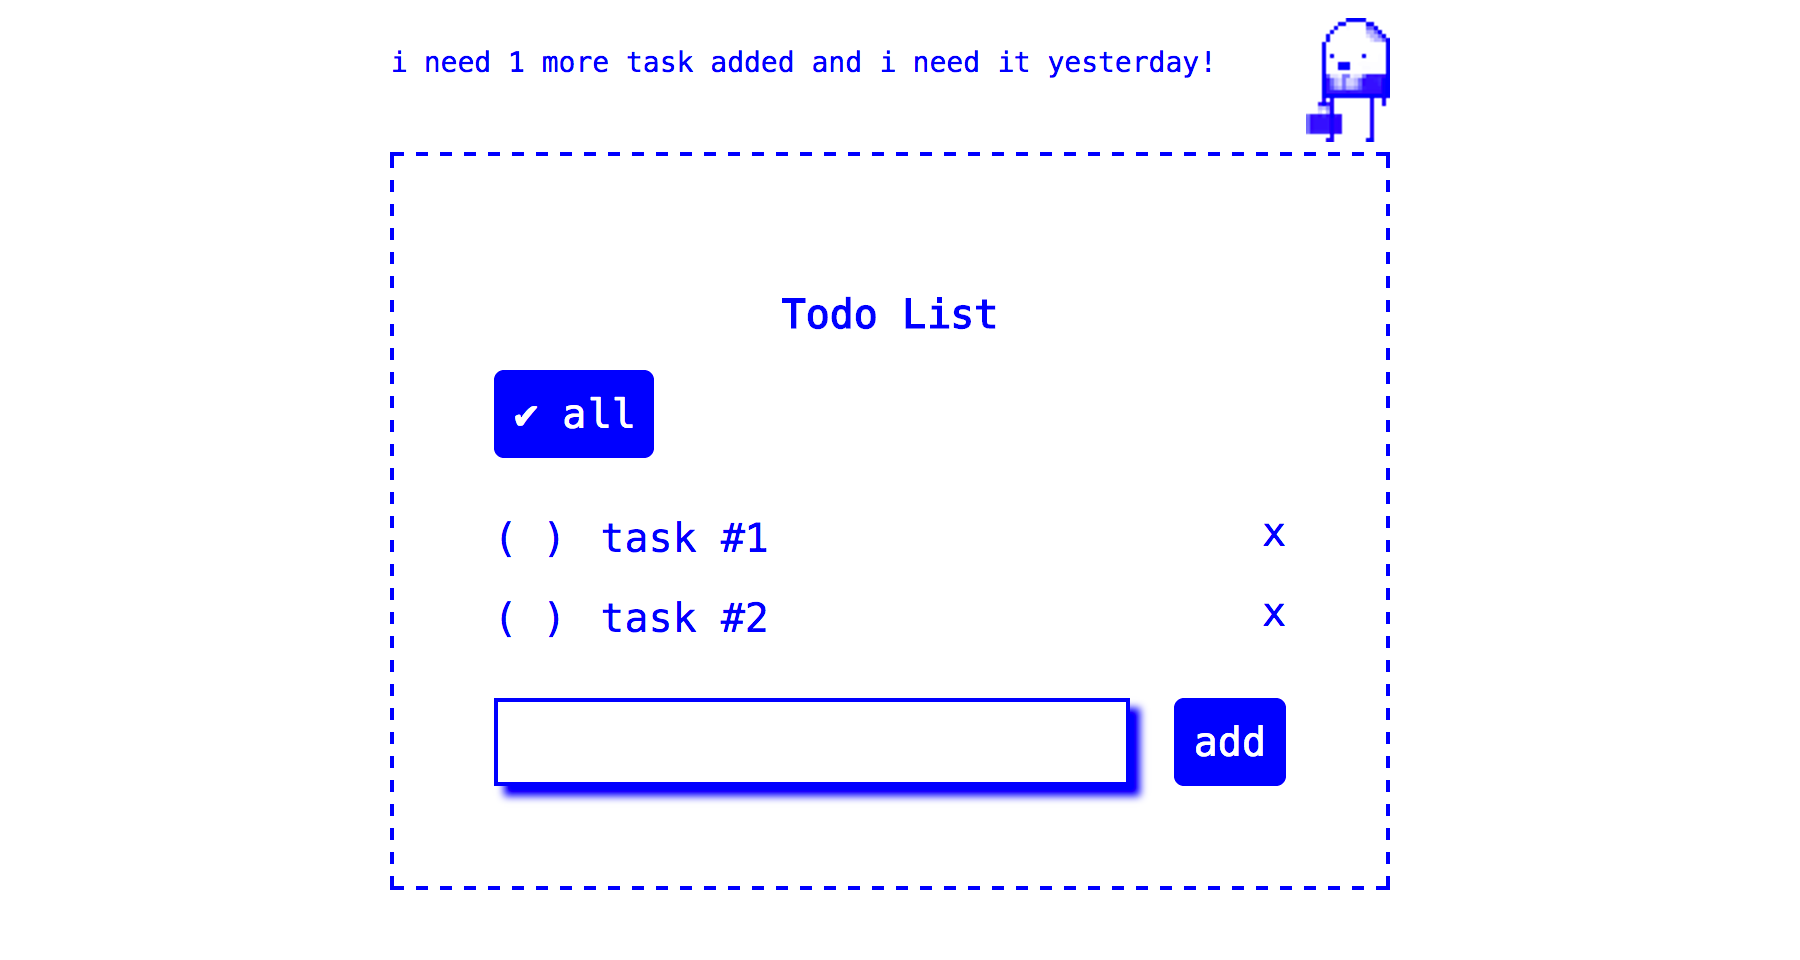 i need 1 more task added and i need it yesterday!
Todo List
✔ all
( ) task #1 x
( ) task #2 x
add